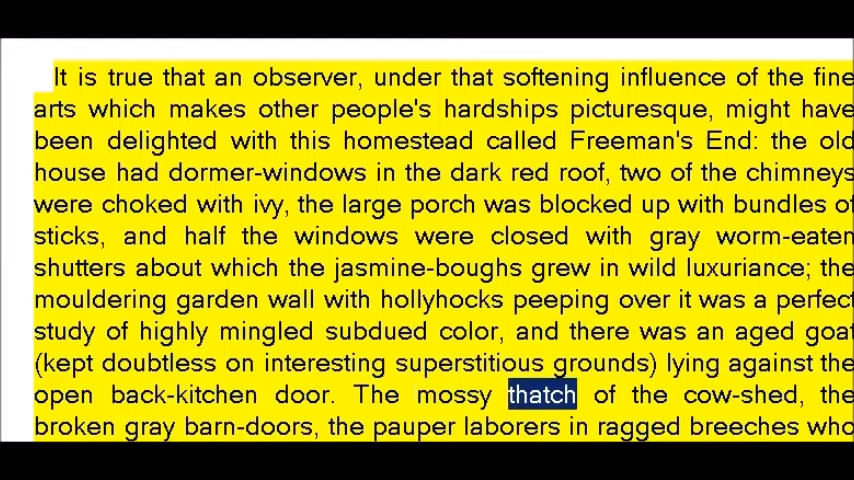 It is true that an observer, under that softening influence of the fine
arts which makes other people's hardships picturesque, might have
been delighted with this homestead called Freeman's End: the old
house had dormer-windows in the dark red roof, two of the chimneys
were choked with ivy, the large porch was blocked up with bundles of
sticks, and half the windows were closed with gray worm-eaten
shutters about which the jasmine-boughs grew in wild luxuriance; the
mouldering garden wall with hollyhocks peeping over it was a perfect
study of highly mingled subdued color, and there was an aged goat
(kept doubtless on interesting superstitious grounds) lying against the
open back-kitchen door. The mossy thatch of the cow-shed, the
broken gray barn-doors, the pauper laborers in ragged breeches who